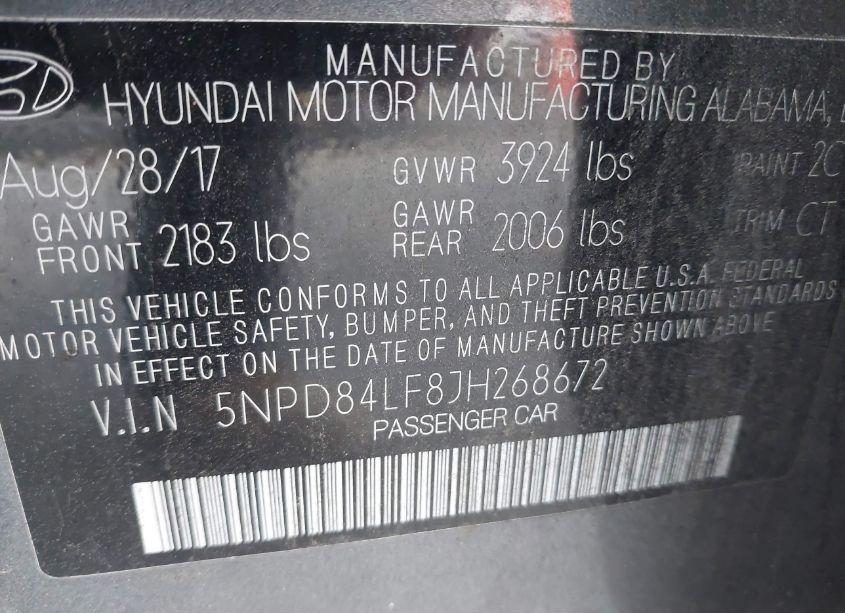 MANUFACTURED BY
HYUNDAI MOTOR MANUFACTURING ALABAMA,
Aug/28/17 GVWR 3924 lbs PAINT 2C
GAWR FRONT 2183 lbs GAWR REAR 2006 lbs TRIM CT
THIS VEHICLE CONFORMS TO ALL APPLICABLE U.S.A. FEDERAL
MOTOR VEHICLE SAFETY, BUMPER, AND THEFT PREVENTION STANDARDS
IN EFFECT ON THE DATE OF MANUFACTURE SHOWN ABOVE
V.I.N 5NPD84LF8JH268672
PASSENGER CAR